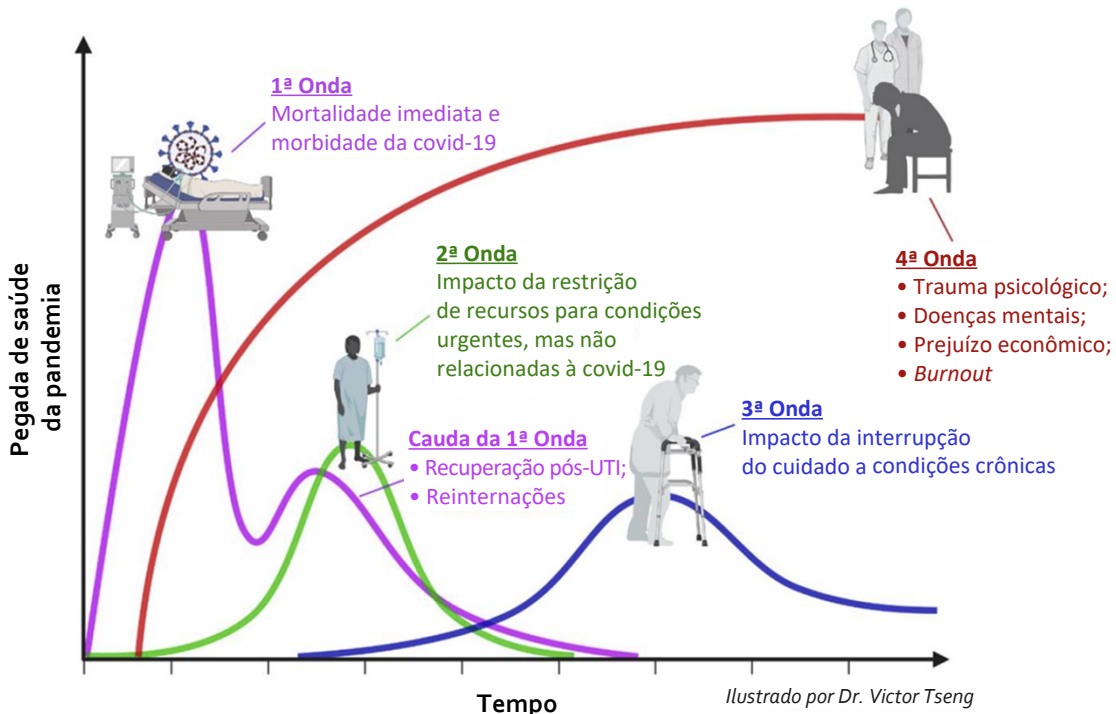 1ª Onda
Mortalidade imediata e
morbidade da covid-19
2ª Onda
Impacto da restrição
de recursos para condições
urgentes, mas não
relacionadas à covid-19
4ª Onda
• Trauma psicológico;
• Doenças mentais;
• Prejuízo econômico;
• Burnout
Pegada de saúde
da pandemia
Cauda da 1ª Onda
• Recuperação pós-UTI;
• Reinternações
3ª Onda
Impacto da interrupção
do cuidado a condições crônicas
Tempo
Ilustrado por Dr. Victor Tseng